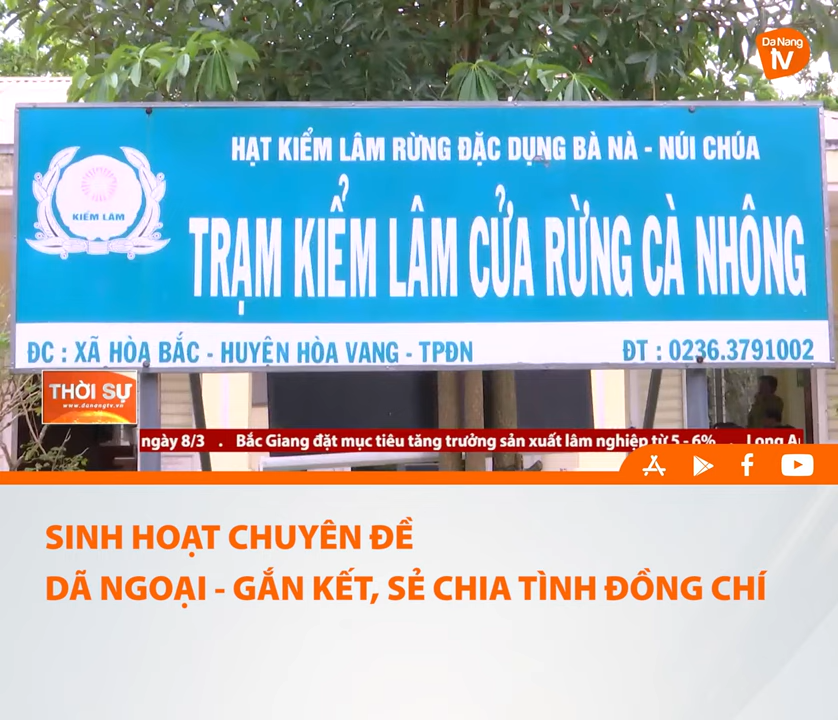 Da Nang
tv
HẠT KIỂM LÂM RỪNG ĐẶC DỤNG BÀ NÀ - NÚI CHÚA
KIỂM LÂM
TRẠM KIỂM LÂM CỬA RỪNG CÀ NHÔNG
ĐC : XÃ HÒA BẮC - HUYỆN HÒA VANG - TPĐN
ĐT : 0236.3791002
THỜI SỰ
www.danangtv.vn
ngày 8/3 . Bắc Giang đặt mục tiêu tăng trưởng sản xuất lâm nghiệp từ 5 - 6% . Long
SINH HOẠT CHUYÊN ĐỀ
DÃ NGOẠI - GẮN KẾT, SẺ CHIA TÌNH ĐỒNG CHÍ